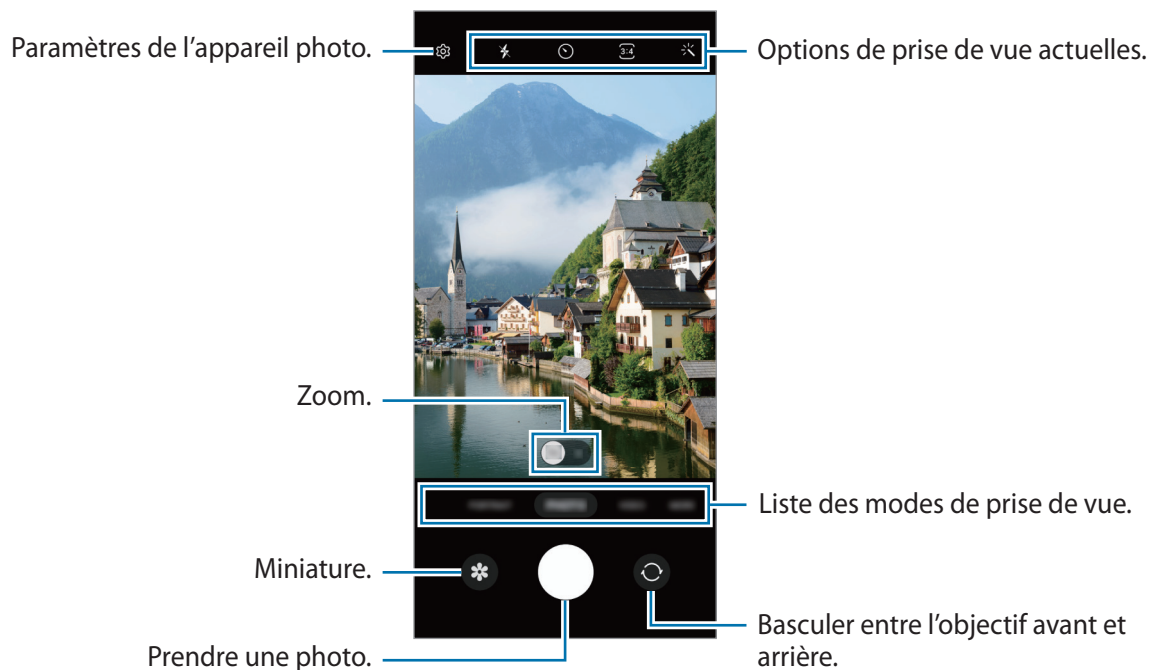 Paramètres de l'appareil photo.
3:4
Options de prise de vue actuelles.
Zoom.
Liste des modes de prise de vue.
Miniature.
Basculer entre l'objectif avant et
arrière.
Prendre une photo.